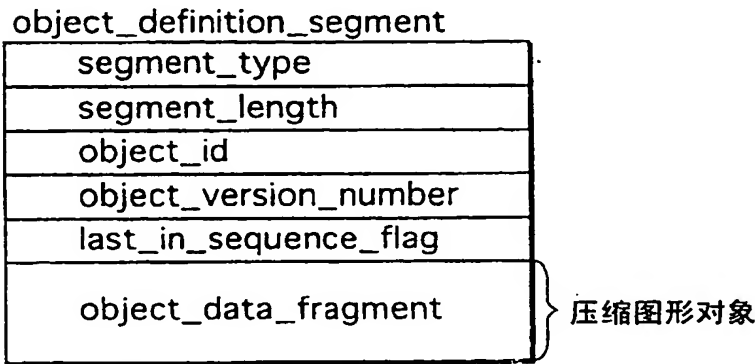 object_definition_segment
segment_type
segment_length
object_id
object_version_number
last_in_sequence_flag
object_data_fragment
压缩图形对象